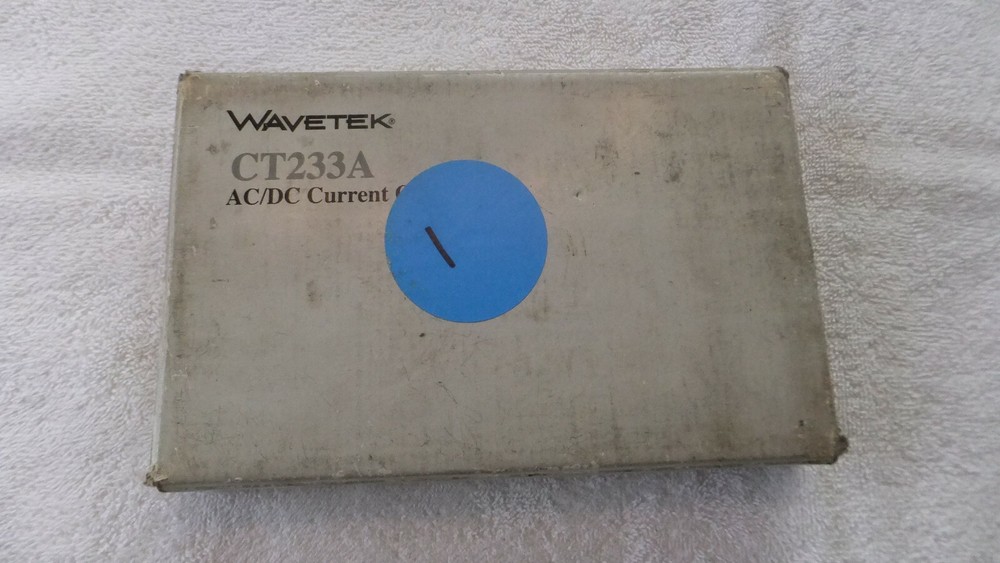 WAVETEK®
CT233A
AC/DC Current